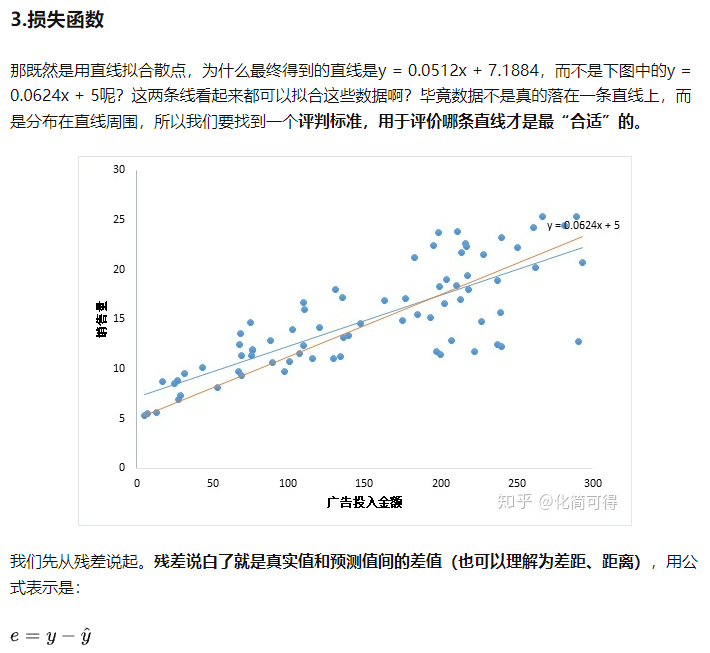 3.损失函数
那既然是用直线拟合散点，为什么最终得到的直线是y = 0.0512x + 7.1884，而不是下图中的y =
0.0624x + 5呢？这两条线看起来都可以拟合这些数据啊？毕竟数据不是真的落在一条直线上，而
是分布在直线周围，所以我们要找到一个评判标准，用于评价哪条直线才是最“合适”的。
30
25
y = 0.0624x + 5
20
销售量
15
10
5
0
0 50 100 150 200 250 300
广告投入金额
知乎 @化简可得
我们先从残差说起。残差说白了就是真实值和预测值间的差值（也可以理解为差距、距离），用公
式表示是：
e = y − ŷ